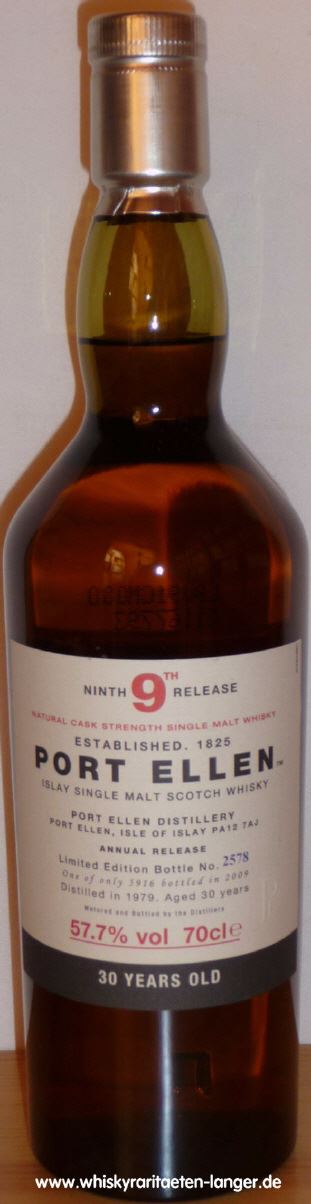 NINTH 9TH RELEASE
NATURAL CASK STRENGTH SINGLE MALT WHISKY
ESTABLISHED. 1825
PORT ELLEN™
ISLAY SINGLE MALT SCOTCH WHISKY
PORT ELLEN DISTILLERY
PORT ELLEN, ISLE OF ISLAY PA12 7AJ
ANNUAL RELEASE
Limited Edition Bottle No. 2578
One of only 5916 bottled in 2009
Distilled in 1979. Aged 30 years
Matured and Bottled by the Distillers
57.7% vol 70cl e
30 YEARS OLD
www.whiskyraritaeten-langer.de